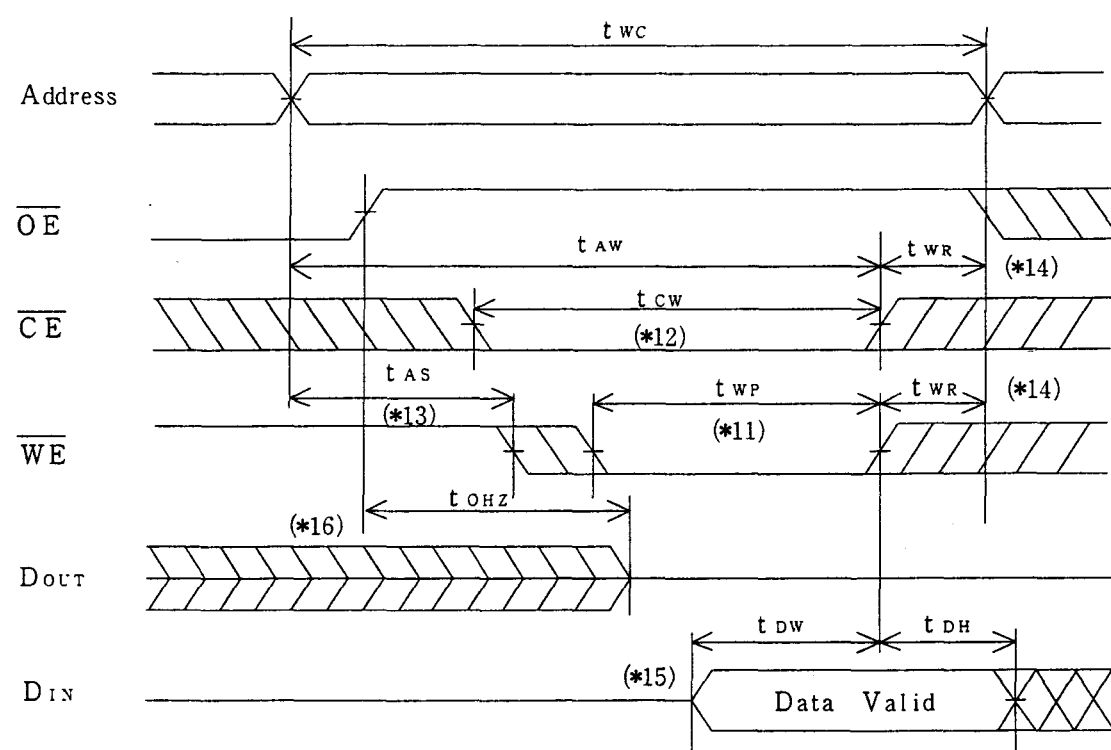 t WC
Address
OE
t AW
t WR
(*14)
CE
t CW
(*12)
t AS
(*13)
t WP
(*11)
t WR
(*14)
WE
t OHZ
(*16)
DOUT
t DW
t DH
(*15)
DIN
Data Valid